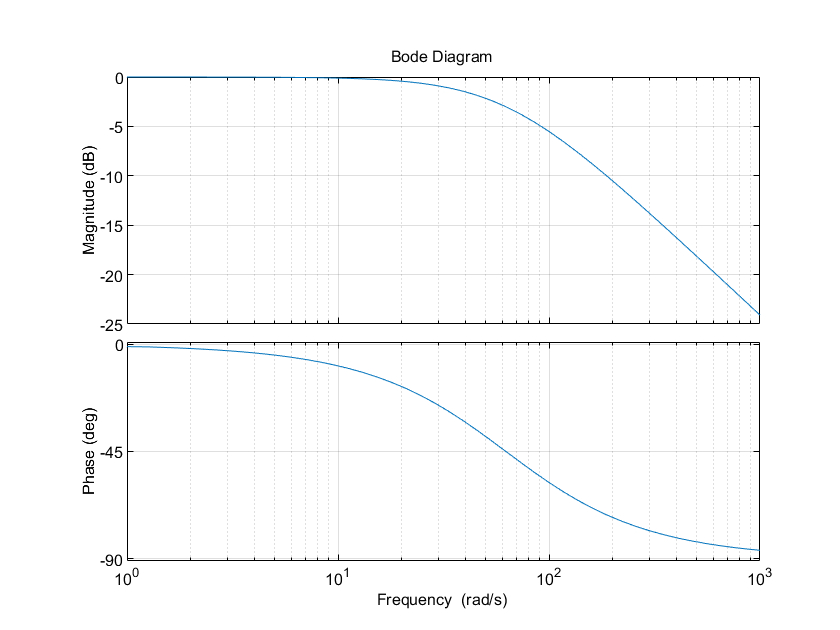 Bode Diagram
Magnitude (dB)
0
-5
-10
-15
-20
-25
Phase (deg)
0
-45
-90
10^0 10^1 10^2 10^3
Frequency (rad/s)